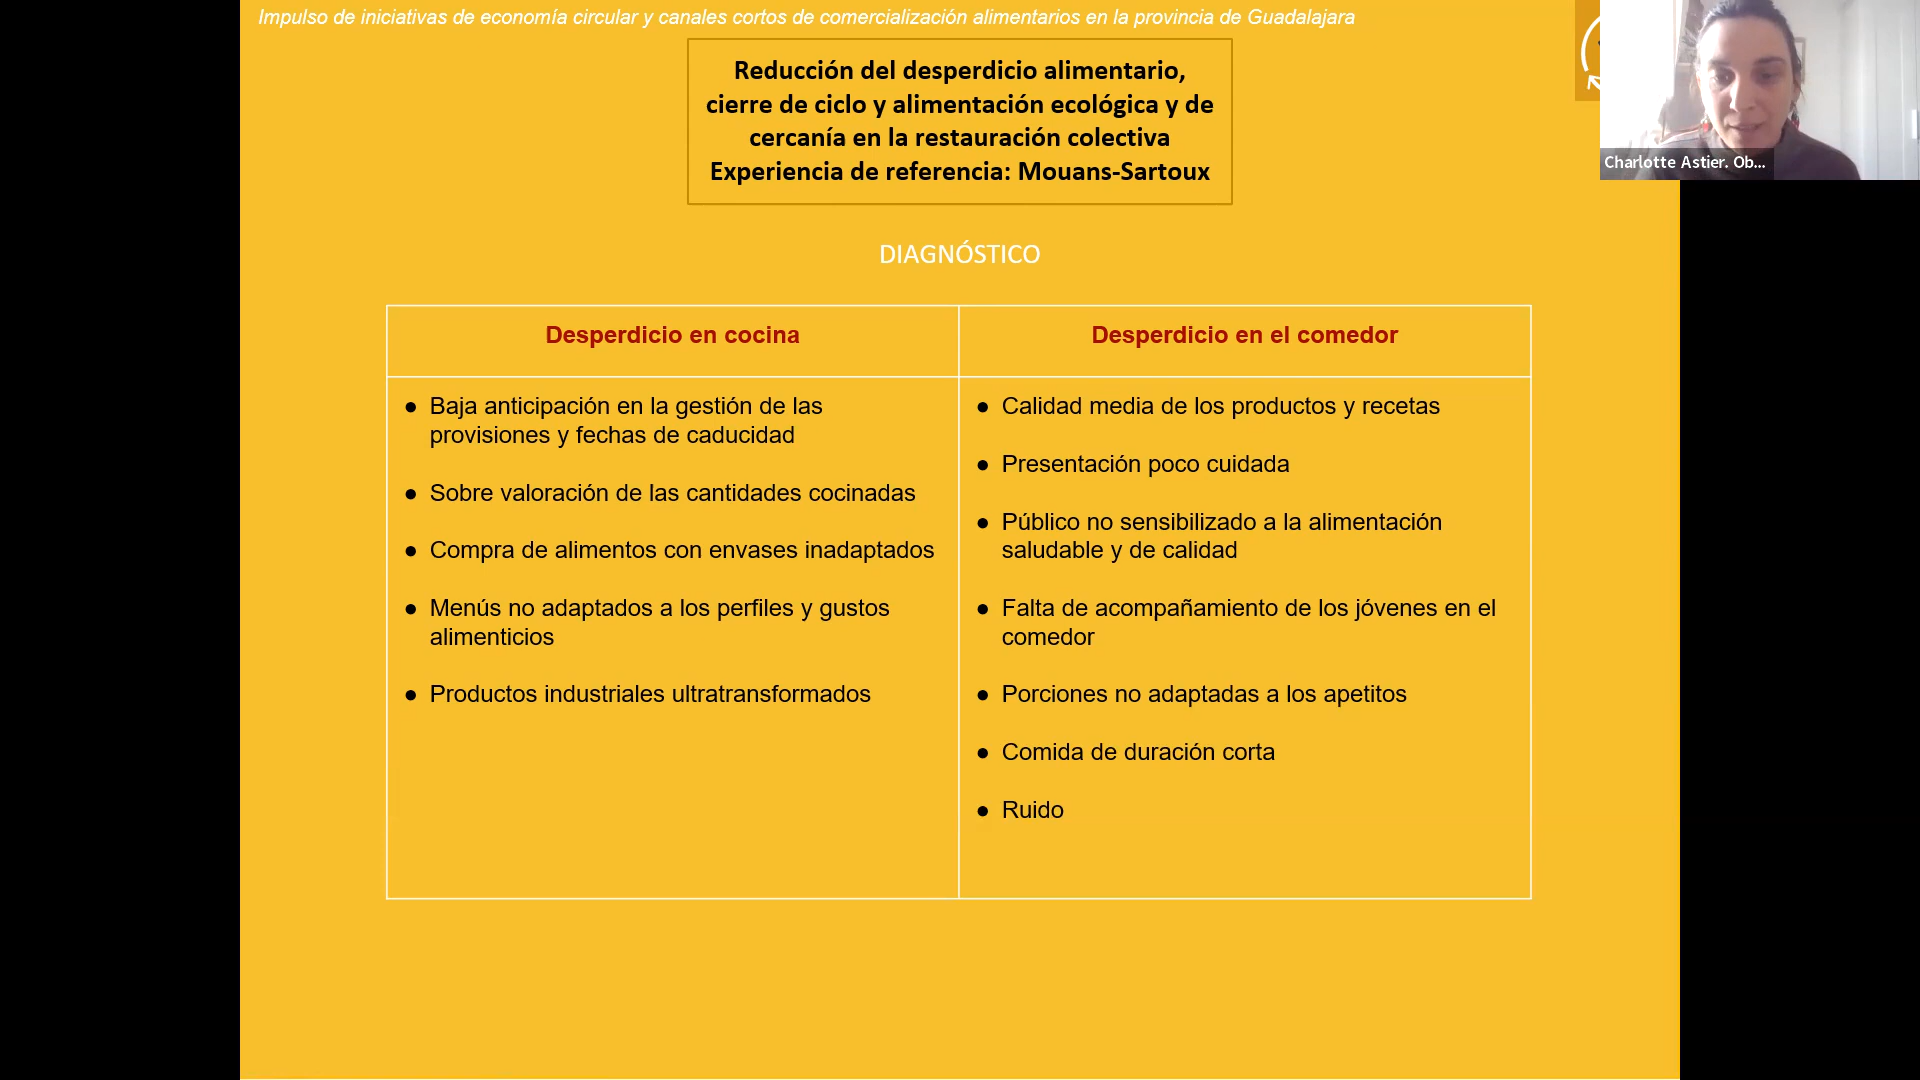 Impulso de iniciativas de economía circular y canales cortos de comercialización alimentarios en la provincia de Guadalajara
Reducción del desperdicio alimentario,
cierre de ciclo y alimentación ecológica y de
cercanía en la restauración colectiva
Experiencia de referencia: Mouans-Sartoux
Charlotte Astier. Ob...
DIAGNÓSTICO
Desperdicio en cocina
● Baja anticipación en la gestión de las
provisiones y fechas de caducidad
● Sobre valoración de las cantidades cocinadas
● Compra de alimentos con envases inadaptados
● Menús no adaptados a los perfiles y gustos
alimenticios
● Productos industriales ultratransformados
Desperdicio en el comedor
● Calidad media de los productos y recetas
● Presentación poco cuidada
● Público no sensibilizado a la alimentación
saludable y de calidad
● Falta de acompañamiento de los jóvenes en el
comedor
● Porciones no adaptadas a los apetitos
● Comida de duración corta
● Ruido